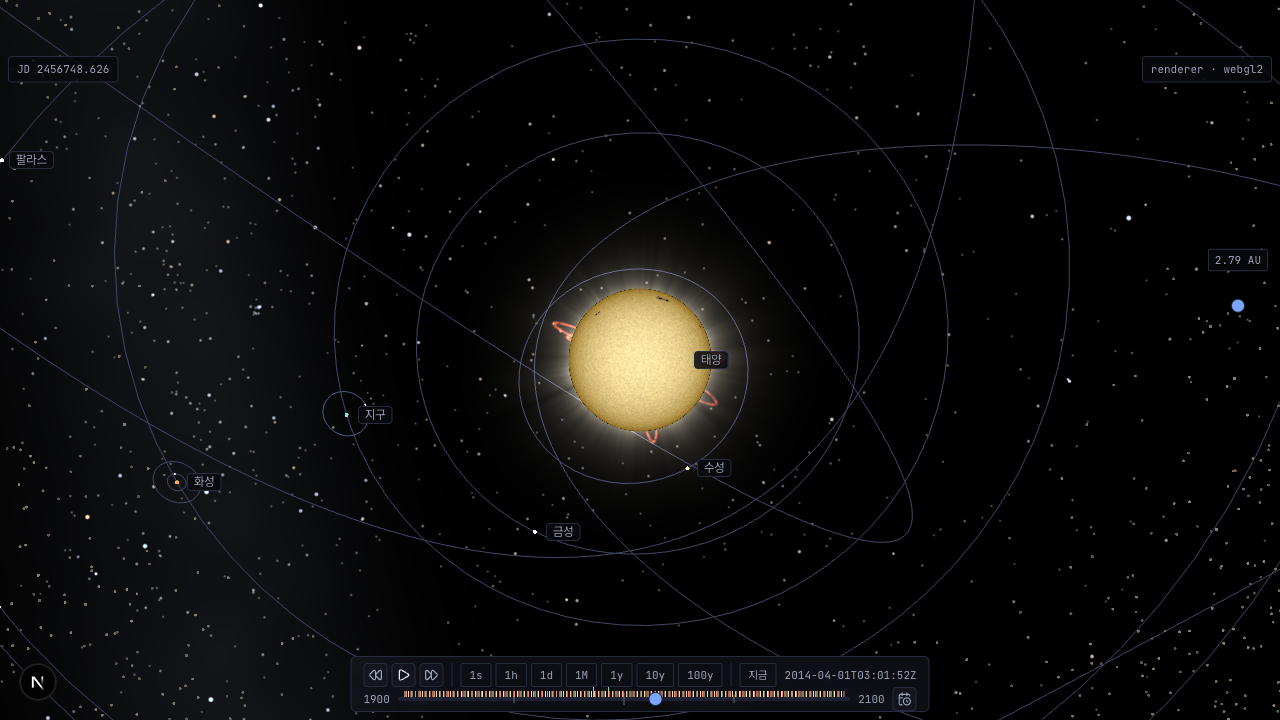 JD 2456748.626
renderer · webgl2
팔라스
2.79 AU
태양
지구
수성
화성
금성
1s 1h 1d 1M 1y 10y 100y 지금 2014-04-01T03:01:52Z
1900 2100
N